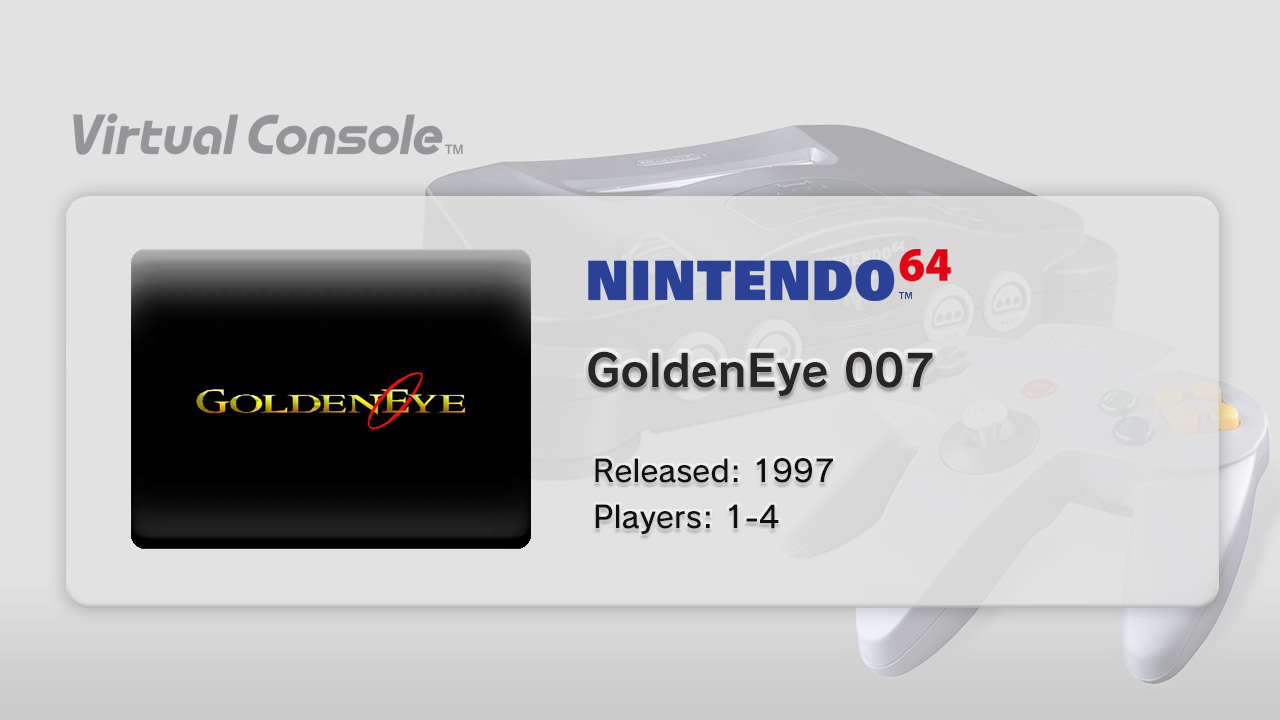 Virtual Console™
NINTENDO64™
GOLDENEYE
GoldenEye 007
Released: 1997
Players: 1-4